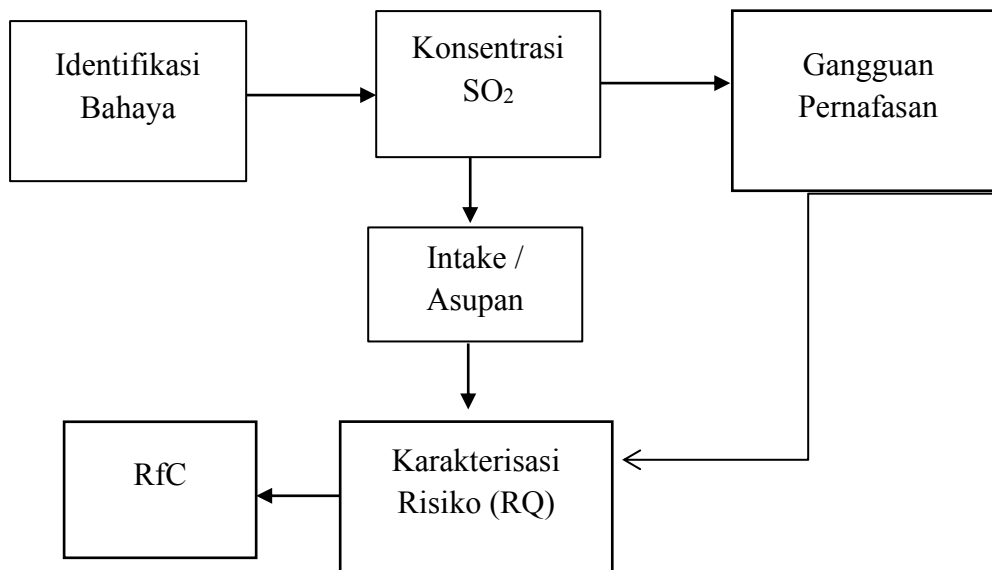 Identifikasi
Bahaya
Konsentrasi
SO₂
Gangguan
Pernafasan
Intake /
Asupan
RfC
Karakterisasi
Risiko (RQ)